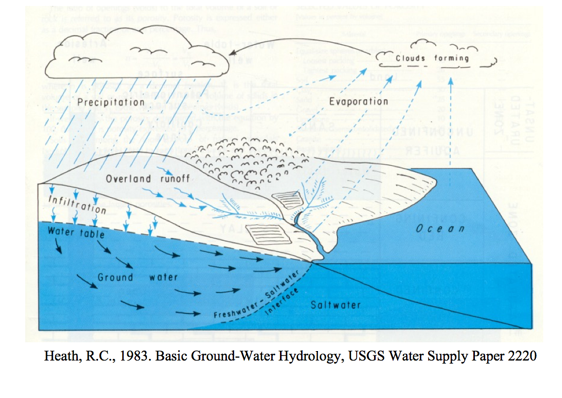 Clouds forming
Precipitation
Evaporation
Overland runoff
Infiltration
Water table
Ocean
Ground water
Freshwater-Saltwater
Interface
Saltwater
Heath, R.C., 1983. Basic Ground-Water Hydrology, USGS Water Supply Paper 2220